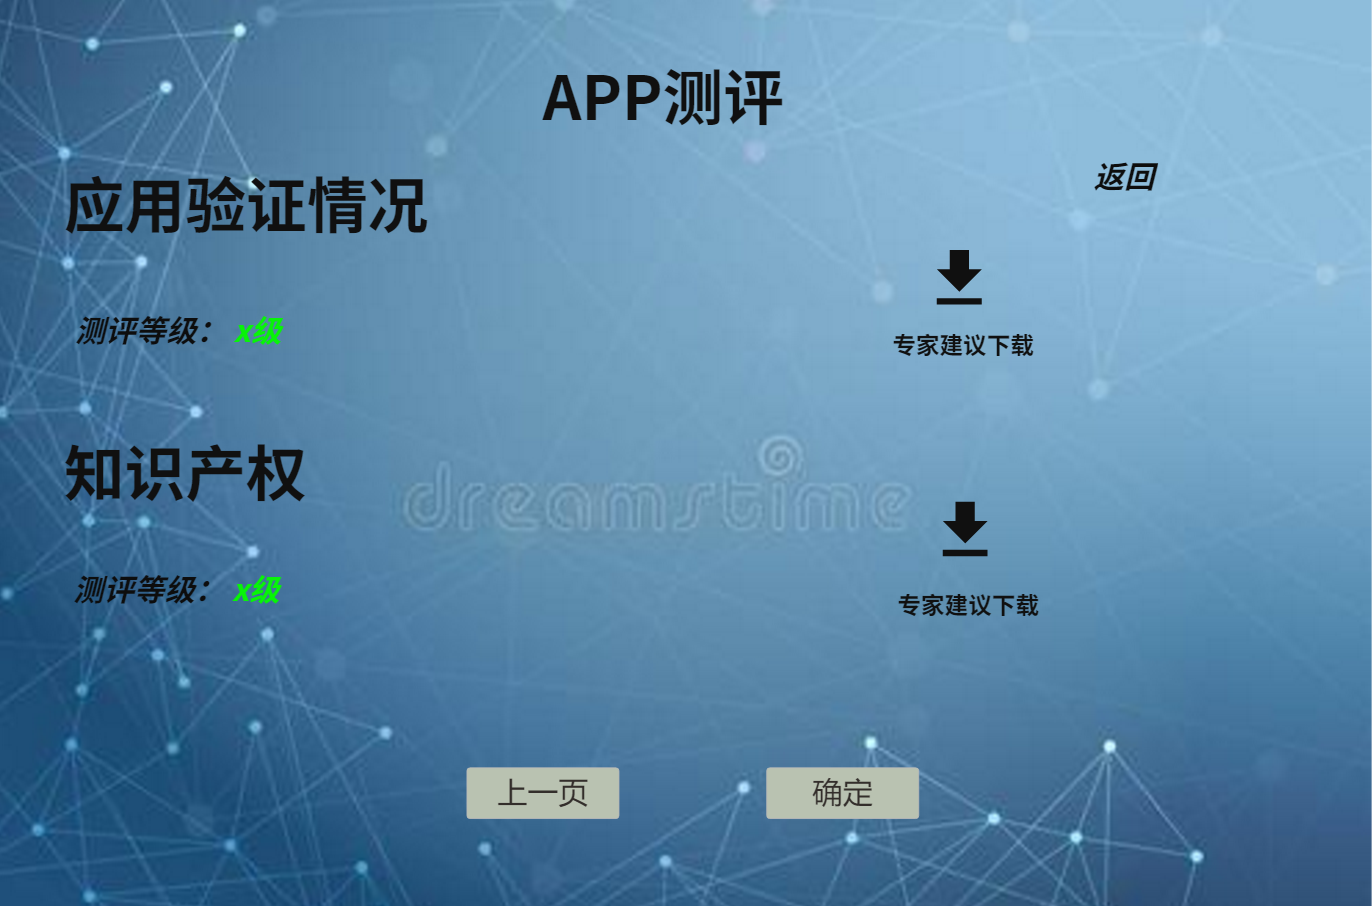 APP测评
返回
应用验证情况
测评等级： x级
专家建议下载
知识产权
dreamstime
测评等级： x级
专家建议下载
上一页
确定